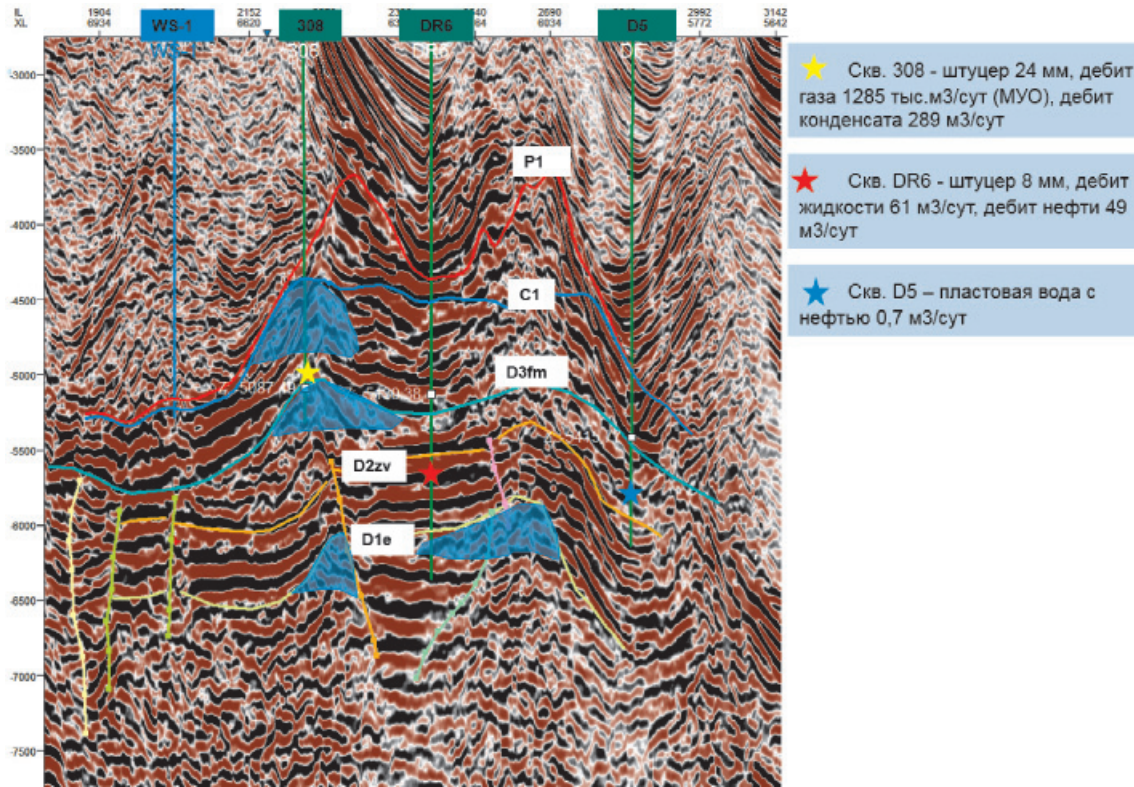 IL 1904 2152 2690 2992 3142
XL 6934 6620 6034 5772 5642
WS-1 308 DR6 D5
-3000
-3500
-4000
-4500
-5000
-5500
-6000
-6500
-7000
-7500
P1
C1
D3fm
D2zv
D1e
Скв. 308 - штуцер 24 мм, дебит
газа 1285 тыс.м3/сут (МУО), дебит
конденсата 289 м3/сут
Скв. DR6 - штуцер 8 мм, дебит
жидкости 61 м3/сут, дебит нефти 49
м3/сут
Скв. D5 – пластовая вода с
нефтью 0,7 м3/сут